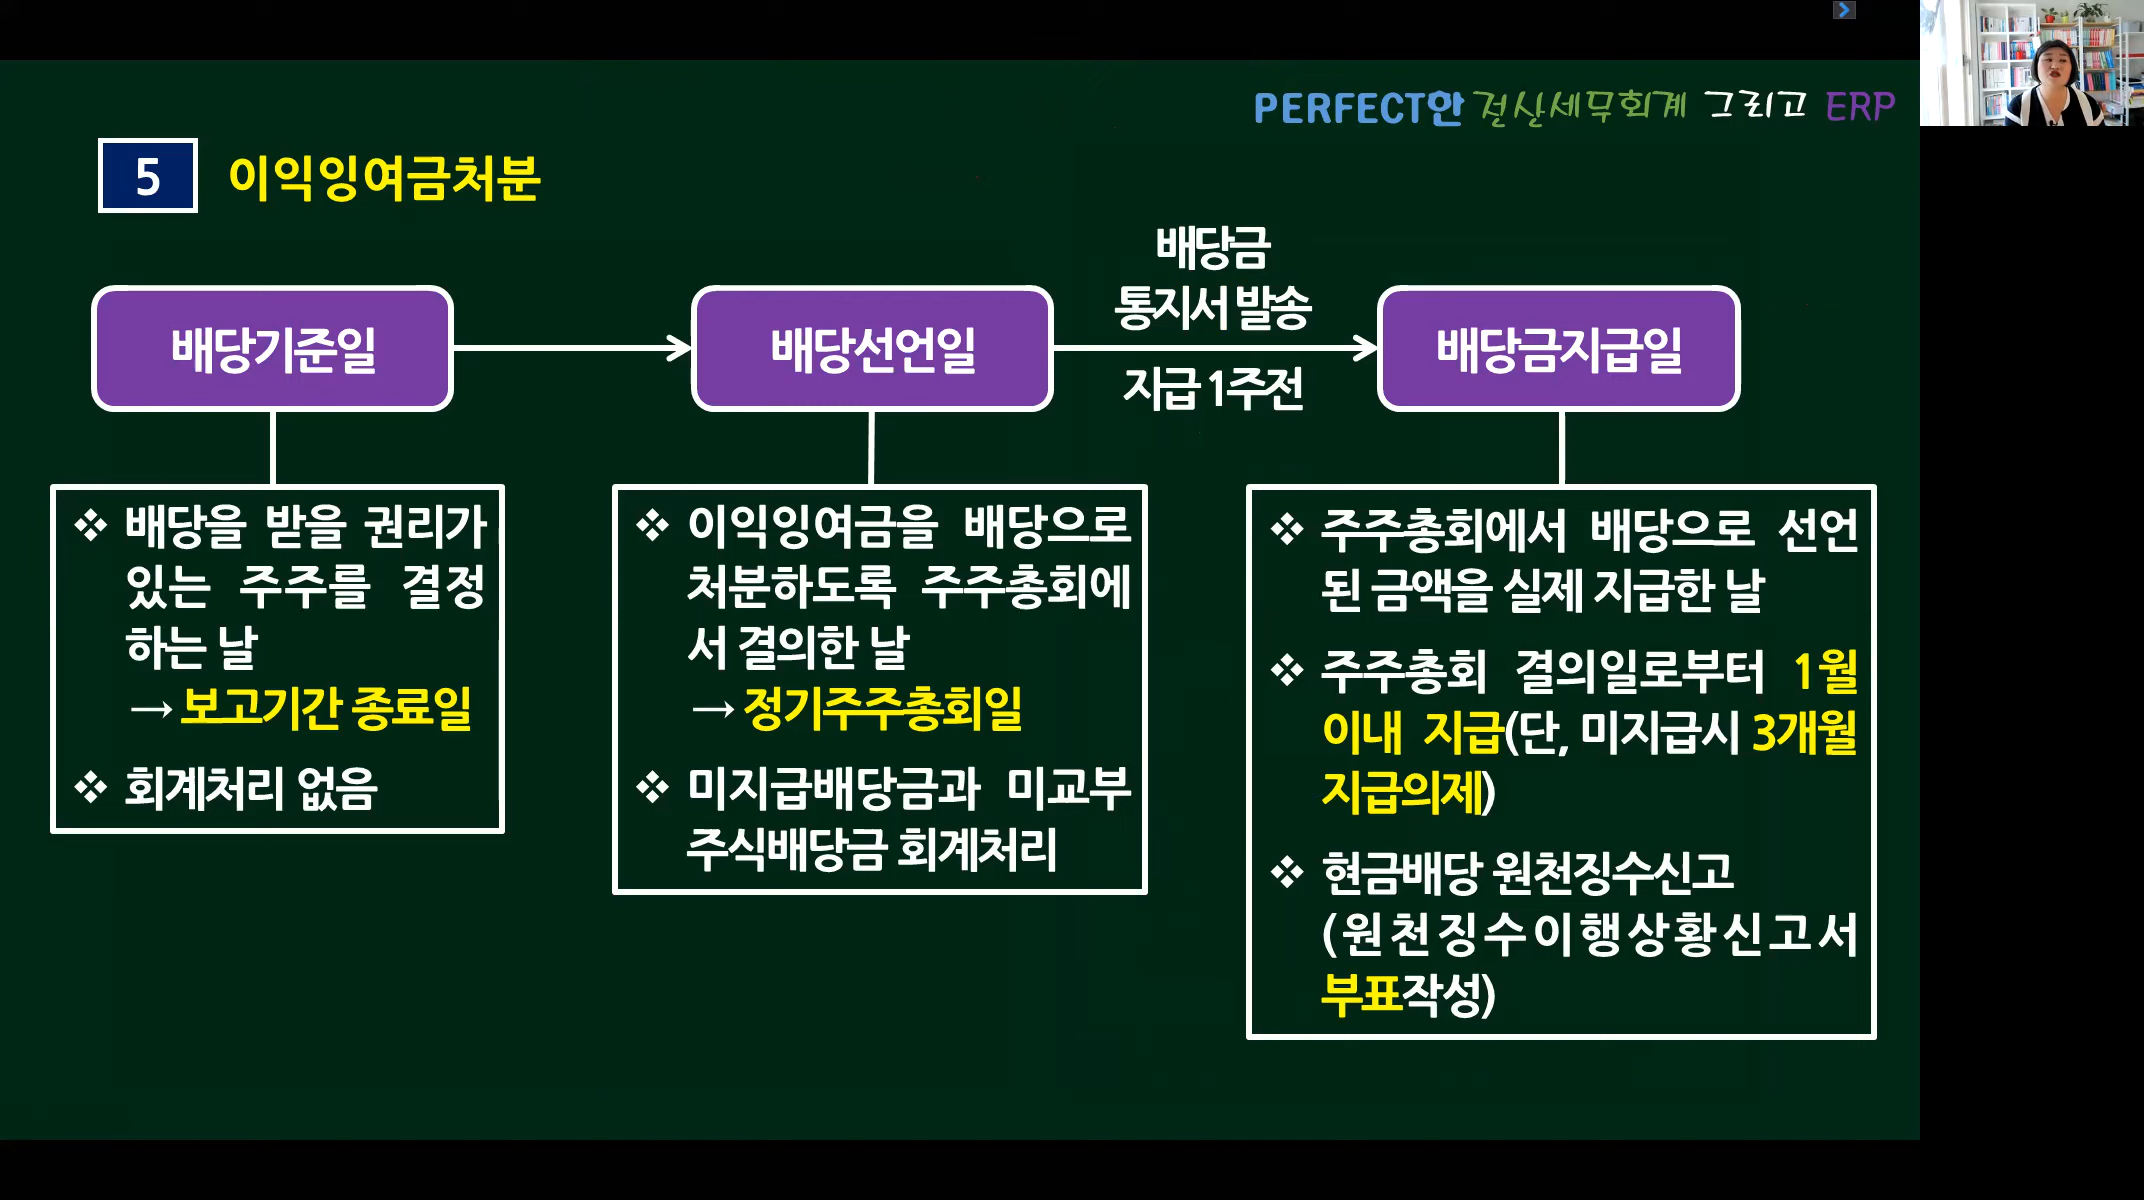 PERFECT한 전산세무회계 그리고 ERP
5 이익잉여금처분
배당기준일
배당선언일
배당금
통지서 발송
지급 1주전
배당금지급일
❖ 배당을 받을 권리가
있는 주주를 결정
하는 날
→ 보고기간 종료일
❖ 회계처리 없음
❖ 이익잉여금을 배당으로
처분하도록 주주총회에
서 결의한 날
→ 정기주주총회일
❖ 미지급배당금과 미교부
주식배당금 회계처리
❖ 주주총회에서 배당으로 선언
된 금액을 실제 지급한 날
❖ 주주총회 결의일로부터 1월
이내 지급(단, 미지급시 3개월
지급의제)
❖ 현금배당 원천징수신고
(원천징수이행상황신고서
부표작성)